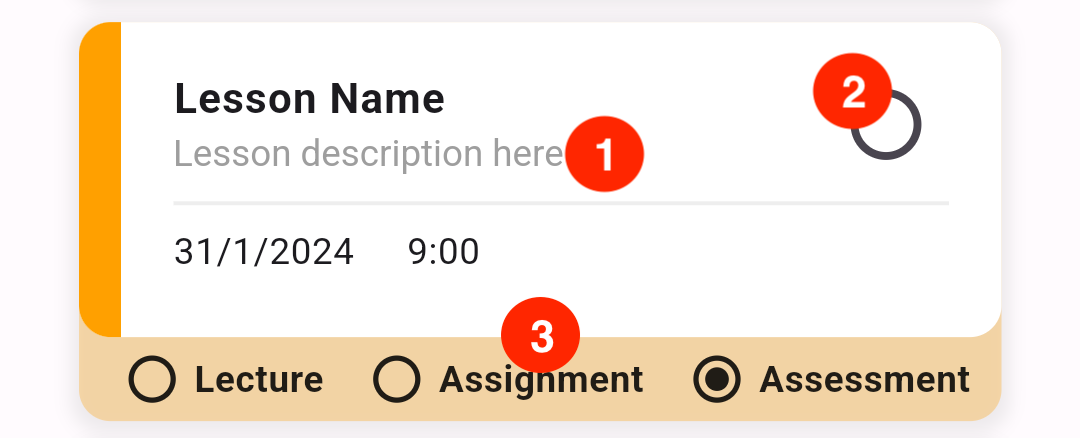 Lesson Name
2
Lesson description here
1
31/1/2024 9:00
3
Lecture Assignment Assessment